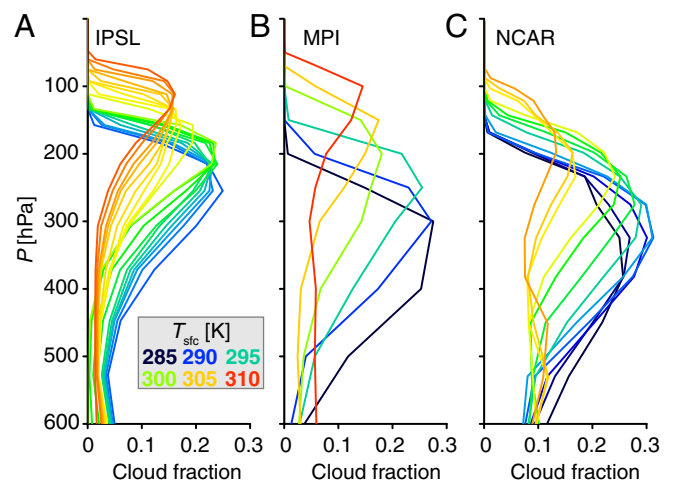 A IPSL
B MPI
C NCAR
P [hPa]
100
200
300
400
500
600
T sfc [K]
285 290 295
300 305 310
0 0.1 0.2 0.3
0 0.1 0.2 0.3
0 0.1 0.2 0.3
Cloud fraction
Cloud fraction
Cloud fraction